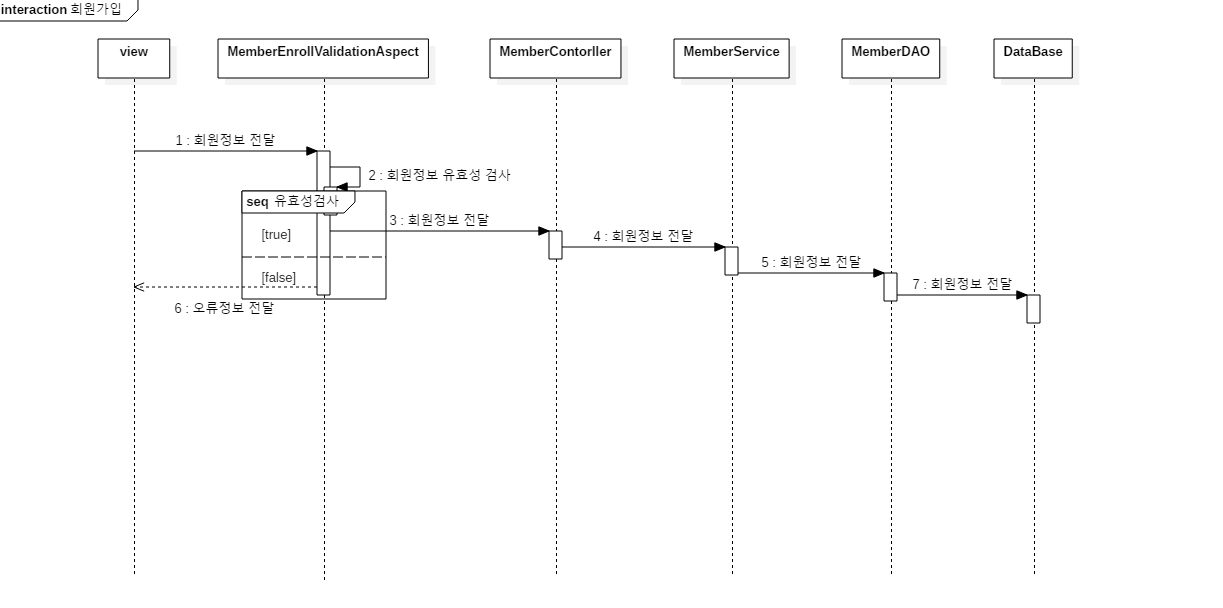 interaction 회원가입
view
MemberEnrollValidationAspect
MemberContorller
MemberService
MemberDAO
DataBase
1 : 회원정보 전달
2 : 회원정보 유효성 검사
seq 유효성검사
3 : 회원정보 전달
[true]
4 : 회원정보 전달
5 : 회원정보 전달
[false]
7 : 회원정보 전달
6 : 오류정보 전달